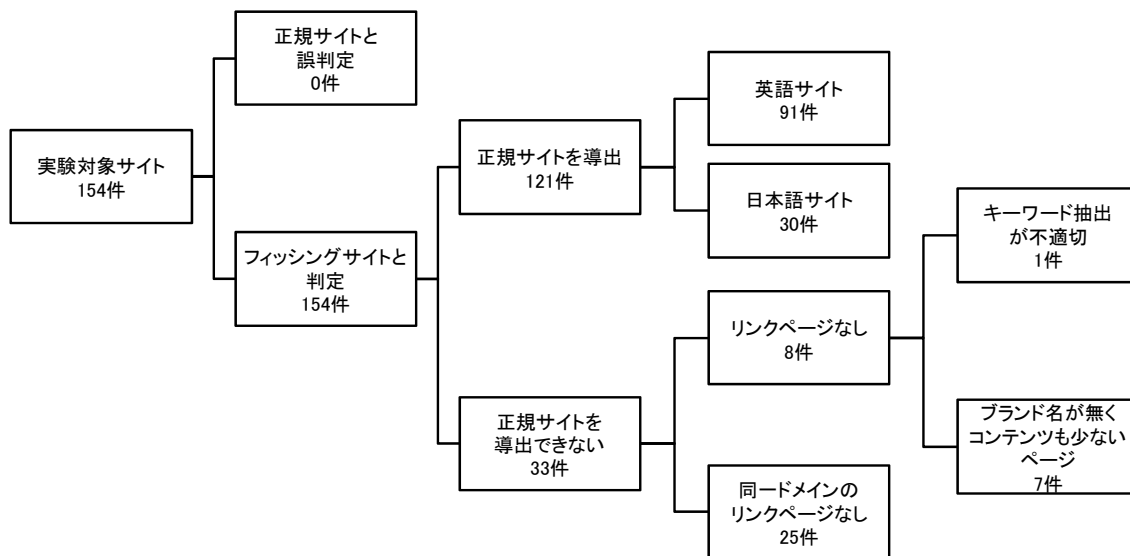 実験対象サイト
154件
正規サイトと
誤判定
0件
フィッシングサイトと
判定
154件
正規サイトを導出
121件
正規サイトを
導出できない
33件
英語サイト
91件
日本語サイト
30件
リンクページなし
8件
同一ドメインの
リンクページなし
25件
キーワード抽出
が不適切
1件
ブランド名が無く
コンテンツも少ない
ページ
7件